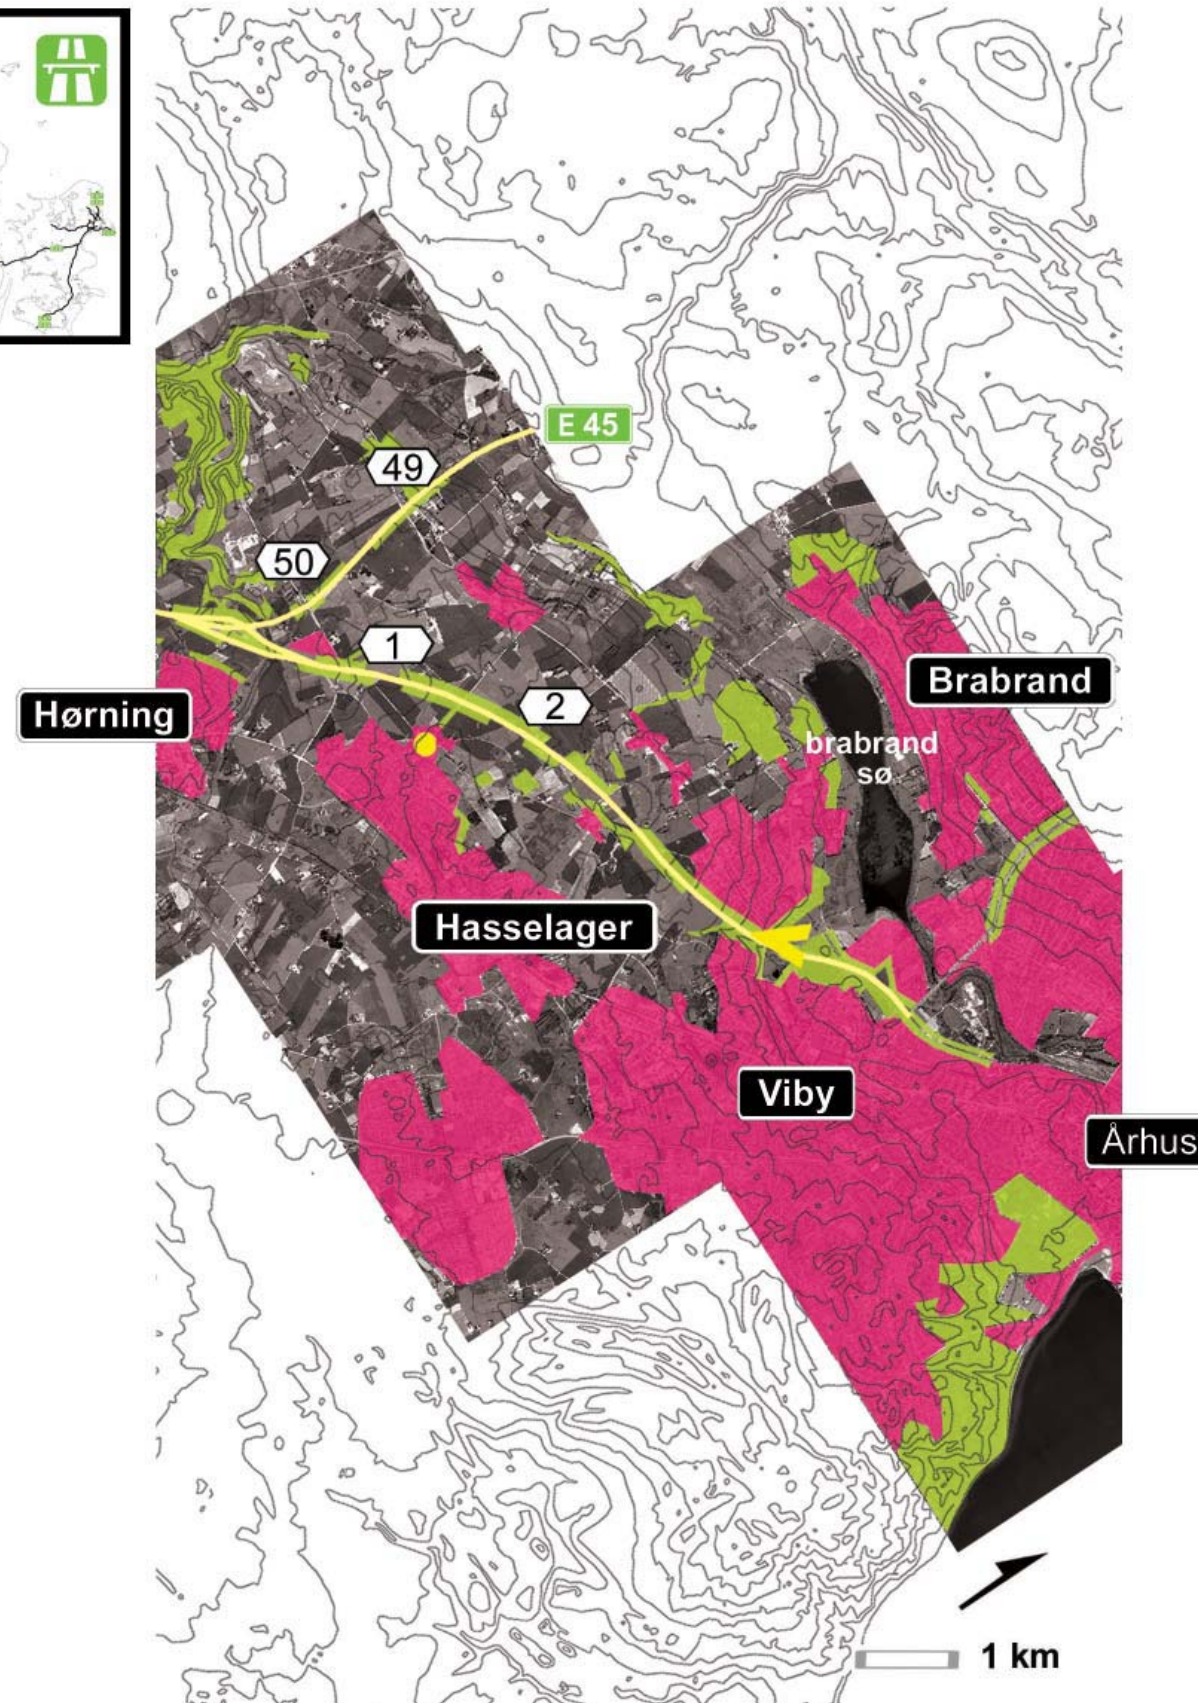 E 45
49
50
1
2
Brabrand
Hørning
brabrand
sø
Hasselager
Viby
Århus
1 km